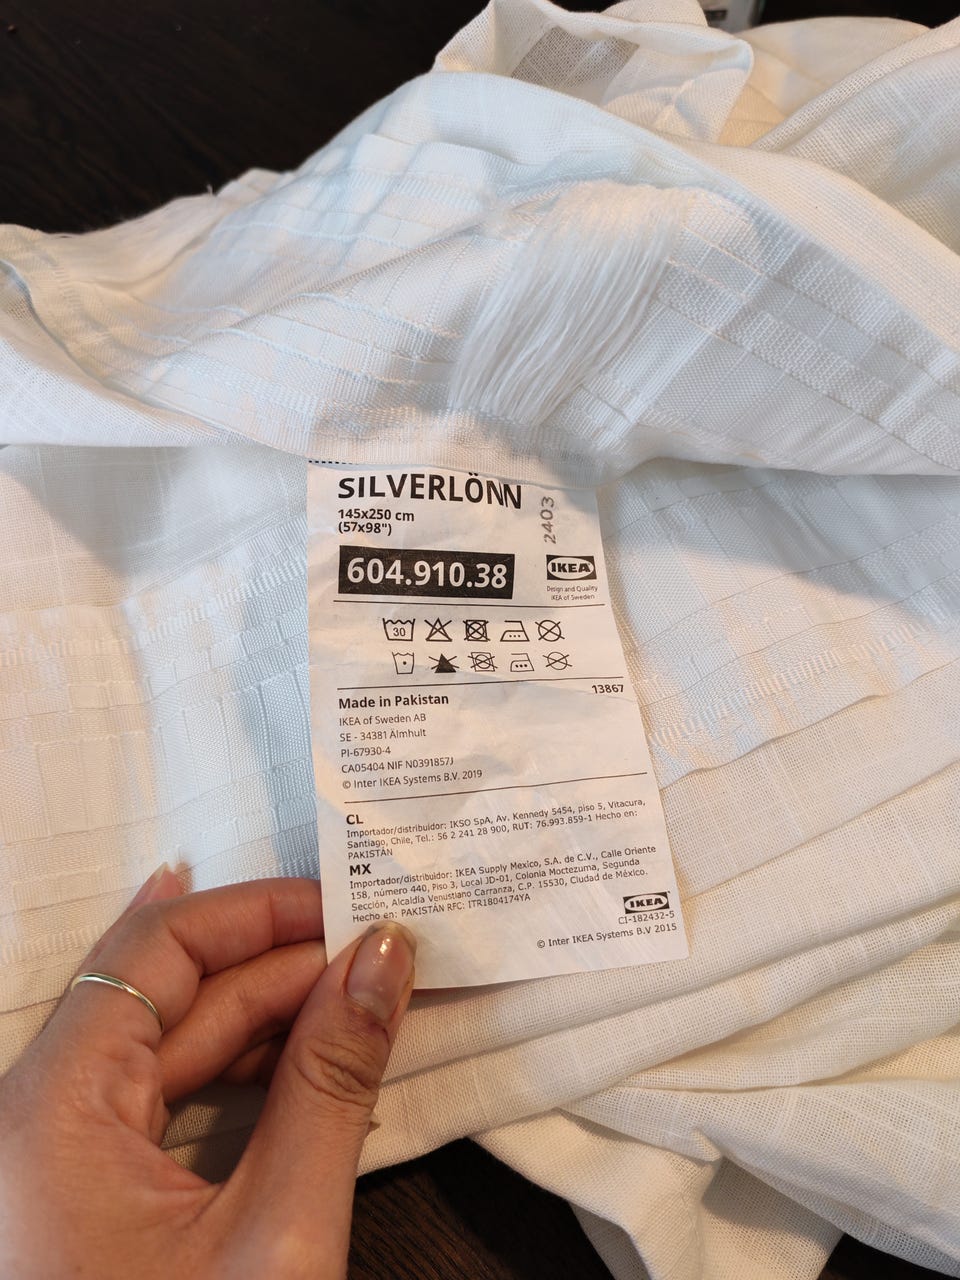 SILVERLÖNN
145x250 cm
(57x98")
2403
604.910.38
IKEA
Design and Quality
IKEA of Sweden
30
13867
Made in Pakistan
IKEA of Sweden AB
SE - 34381 Älmhult
PI-67930-4
CA05404 NIF N0391857J
© Inter IKEA Systems B.V. 2019
CL
Importador/distribuidor: IKSO SpA, Av. Kennedy 5454, piso 5, Vitacura,
Santiago, Chile, Tel.: 56 2 241 28 900, RUT: 76.993.859-1 Hecho en:
PAKISTÁN
MX
Importador/distribuidor: IKEA Supply Mexico, S.A. de C.V., Calle Oriente
158, número 440, Piso 3, Local JD-01, Colonia Moctezuma, Segunda
Sección, Alcaldía Venustiano Carranza, C.P. 15530, Ciudad de México.
Hecho en: PAKISTÁN RFC: ITR1804174YA
IKEA
CI-182432-5
© Inter IKEA Systems B.V 2015